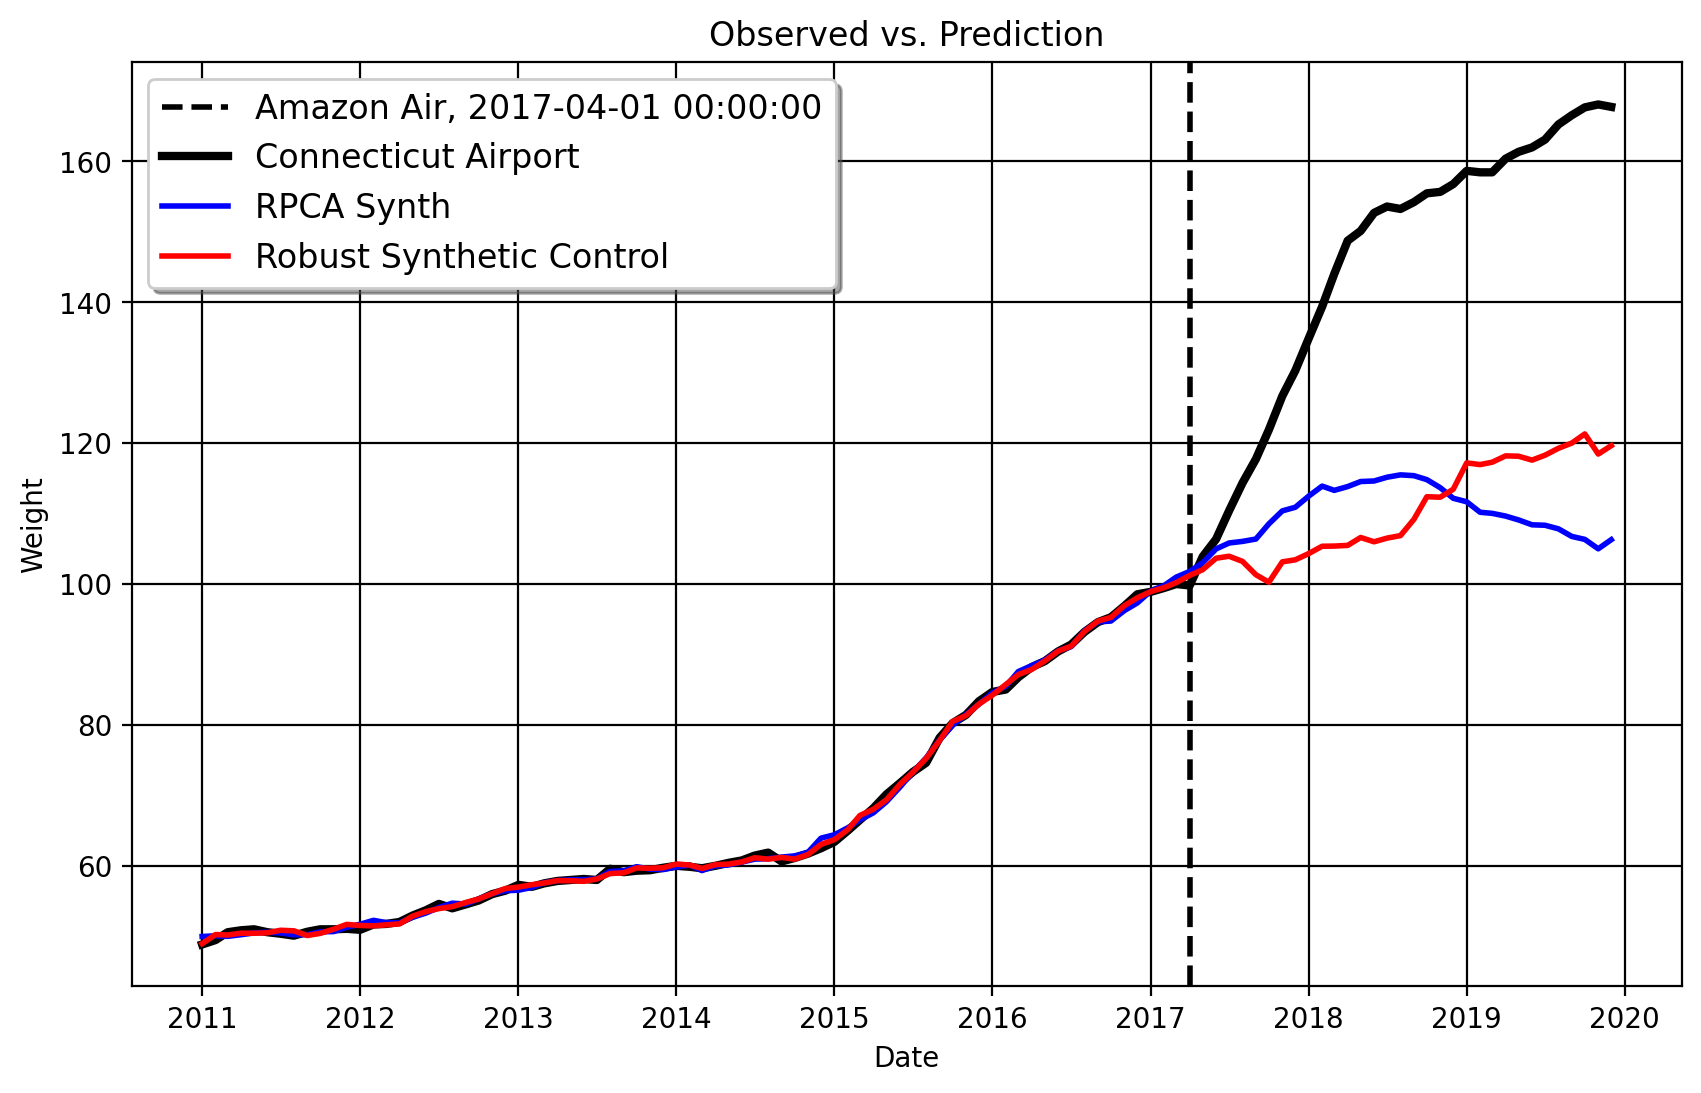 Observed vs. Prediction
Amazon Air, 2017-04-01 00:00:00
Connecticut Airport
RPCA Synth
Robust Synthetic Control
160
140
120
100
80
60
Weight
2011 2012 2013 2014 2015 2016 2017 2018 2019 2020
Date